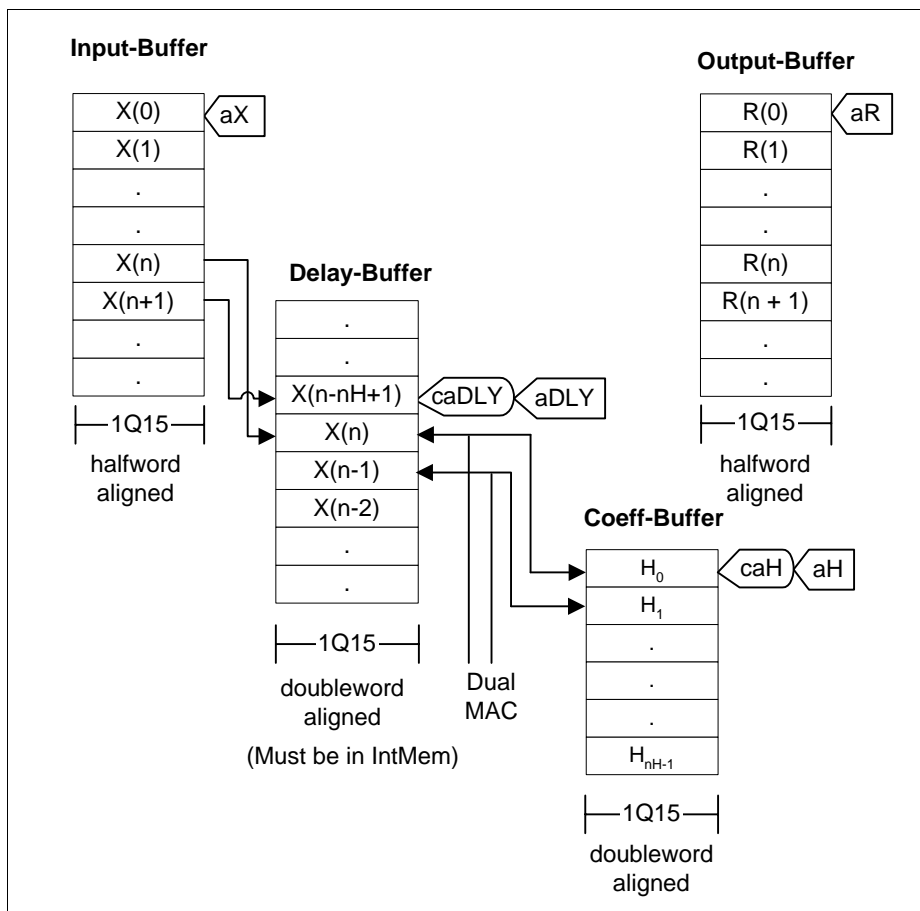 Input-Buffer
X(0)
aX
X(1)
.
.
X(n)
X(n+1)
.
.
1Q15
halfword
aligned
Delay-Buffer
.
.
X(n-nH+1)
caDLY
aDLY
X(n)
X(n-1)
X(n-2)
.
.
1Q15
doubleword
aligned
(Must be in IntMem)
Dual
MAC
Output-Buffer
R(0)
aR
R(1)
.
.
R(n)
R(n + 1)
.
.
1Q15
halfword
aligned
Coeff-Buffer
H0
caH
aH
H1
.
.
.
HnH-1
1Q15
doubleword
aligned